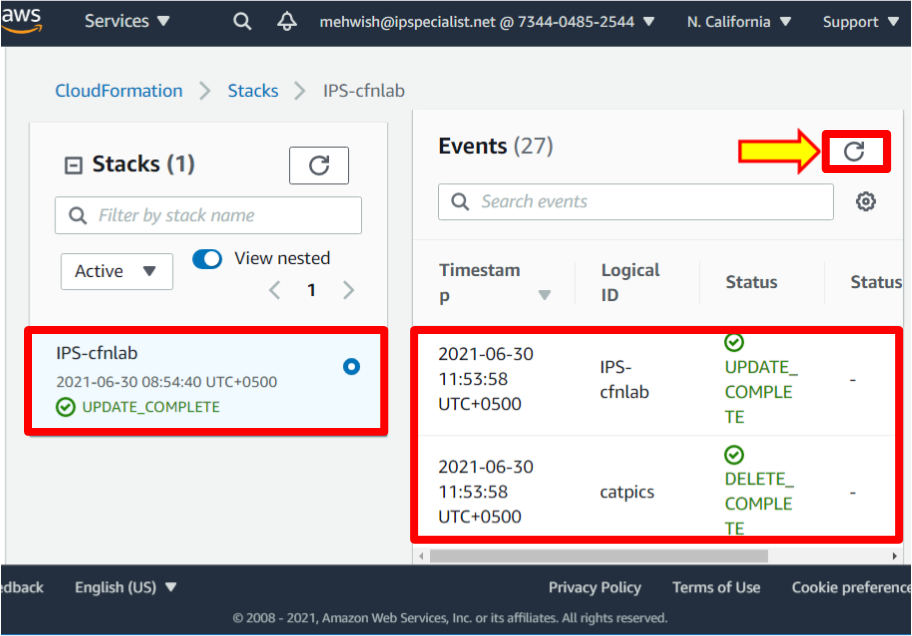 aws
Services
mehwish@ipspecialist.net @ 7344-0485-2544
N. California
Support
CloudFormation
Stacks
IPS-cfnlab
Stacks (1)
Filter by stack name
Active
View nested
1
IPS-cfnlab
2021-06-30 08:54:40 UTC+0500
UPDATE_COMPLETE
Events (27)
Search events
Timestam
p
Logical
ID
Status
Status
2021-06-30
11:53:58
UTC+0500
IPS-
cfnlab
UPDATE_
COMPLE
TE
-
2021-06-30
11:53:58
UTC+0500
catpics
DELETE_
COMPLE
TE
-
edback
English (US)
Privacy Policy
Terms of Use
Cookie preference
© 2008 - 2021, Amazon Web Services, Inc. or its affiliates. All rights reserved.